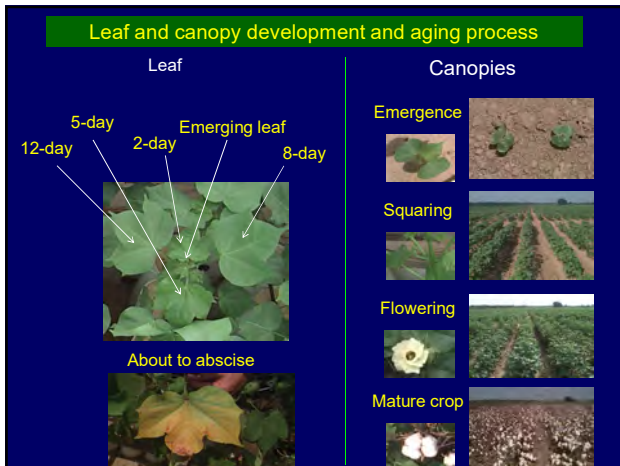 Leaf and canopy development and aging process
Leaf
Canopies
5-day
Emerging leaf
12-day
2-day
8-day
About to abscise
Emergence
Squaring
Flowering
Mature crop